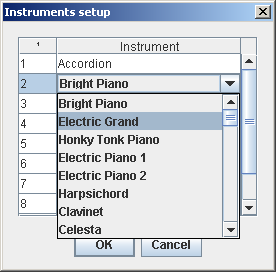 Instruments setup
¹ Instrument
1 Accordion
2 Bright Piano
3 Bright Piano
4 Electric Grand
5 Honky Tonk Piano
6 Electric Piano 1
7 Electric Piano 2
8 Harpsichord
Clavinet
Celesta
OK Cancel